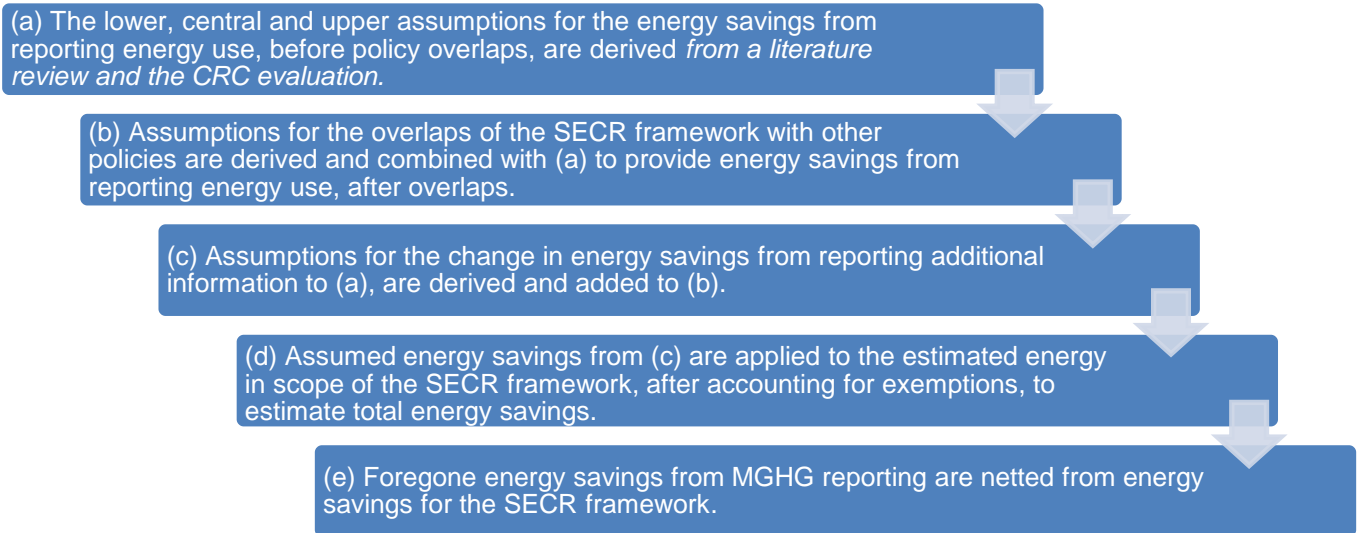 (a) The lower, central and upper assumptions for the energy savings from
reporting energy use, before policy overlaps, are derived from a literature
review and the CRC evaluation.
(b) Assumptions for the overlaps of the SECR framework with other
policies are derived and combined with (a) to provide energy savings from
reporting energy use, after overlaps.
(c) Assumptions for the change in energy savings from reporting additional
information to (a), are derived and added to (b).
(d) Assumed energy savings from (c) are applied to the estimated energy
in scope of the SECR framework, after accounting for exemptions, to
estimate total energy savings.
(e) Foregone energy savings from MGHG reporting are netted from energy
savings for the SECR framework.